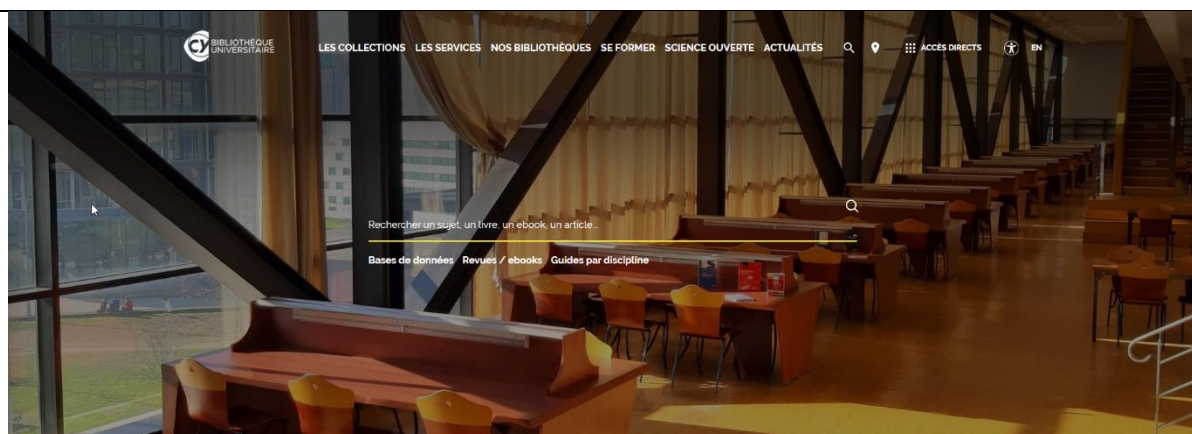 CY BIBLIOTHÈQUE
UNIVERSITAIRE
LES COLLECTIONS LES SERVICES NOS BIBLIOTHÈQUES SE FORMER SCIENCE OUVERTE ACTUALITÉS ACCÈS DIRECTS EN
Rechercher un sujet, un livre, un ebook, un article...
Bases de données Revues / ebooks Guides par discipline